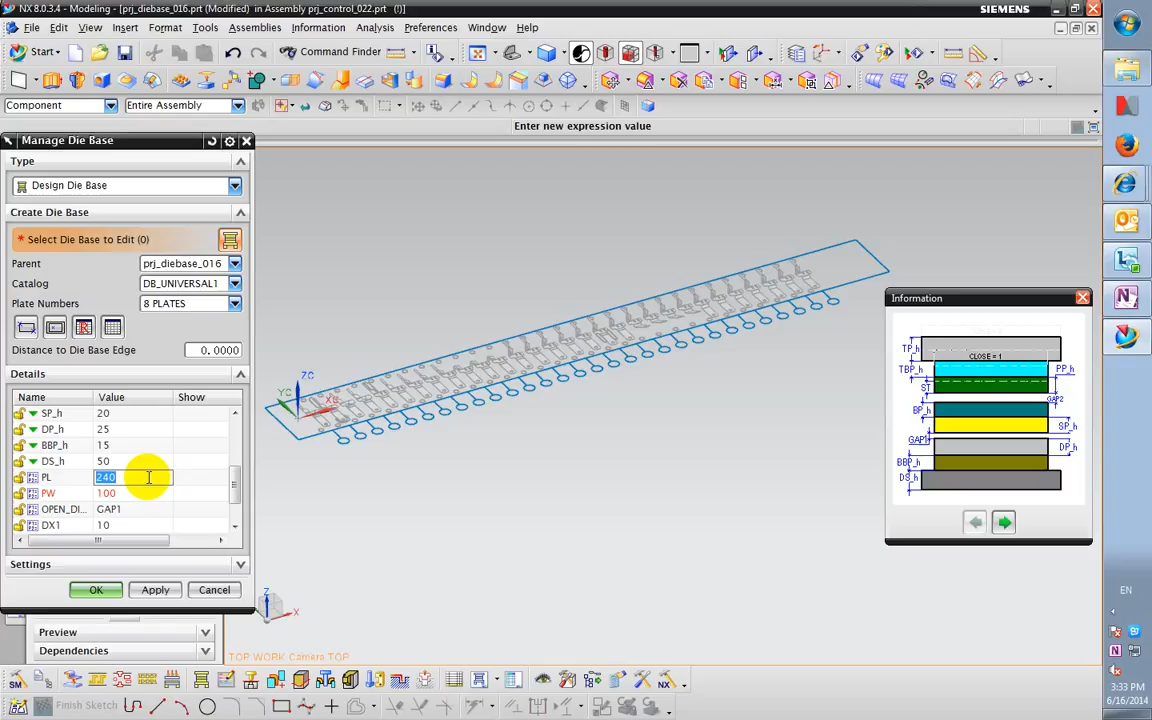 NX 8.0.3.4 - Modeling - [prj_diebase_016.prt (Modified) in Assembly prj_control_022.prt (!)]
SIEMENS
File Edit View Insert Format Tools Assemblies Information Analysis Preferences Window Help
Start
Command Finder
Component
Entire Assembly
Enter new expression value
Manage Die Base
Type
Design Die Base
Create Die Base
* Select Die Base to Edit (0)
Parent prj_diebase_016
Catalog DB_UNIVERSAL1
Plate Numbers 8 PLATES
Distance to Die Base Edge 0.0000
Details
Name Value Show
SP_h 20
DP_h 25
BBP_h 15
DS_h 50
PL 240
PW 100
OPEN_DI... GAP1
DX1 10
Settings
OK Apply Cancel
Preview
Dependencies
ZC
YC
XC
Z
X
TOP WORK Camera TOP
Information
TP_h
CLOSE = 1
TBP_h
PP_h
ST
GAP2
BP_h
SP_h
GAP1
DP_h
BBP_h
DS_h
SM
NX
Finish Sketch
EN
3:33 PM
6/16/2014